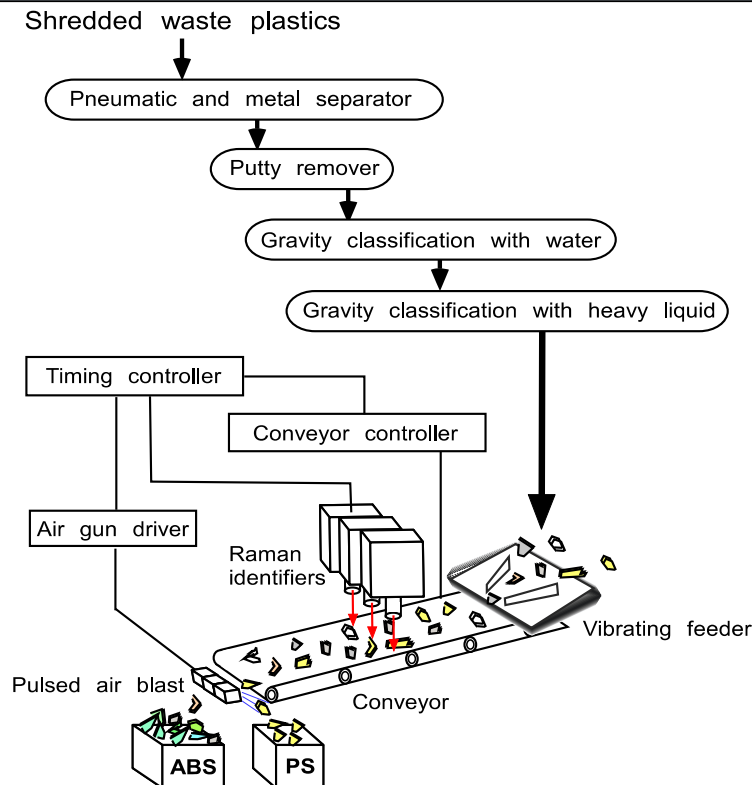 Shredded waste plastics
Pneumatic and metal separator
Putty remover
Gravity classification with water
Gravity classification with heavy liquid
Timing controller
Conveyor controller
Air gun driver
Raman
identifiers
Vibrating feeder
Pulsed air blast
Conveyor
ABS
PS